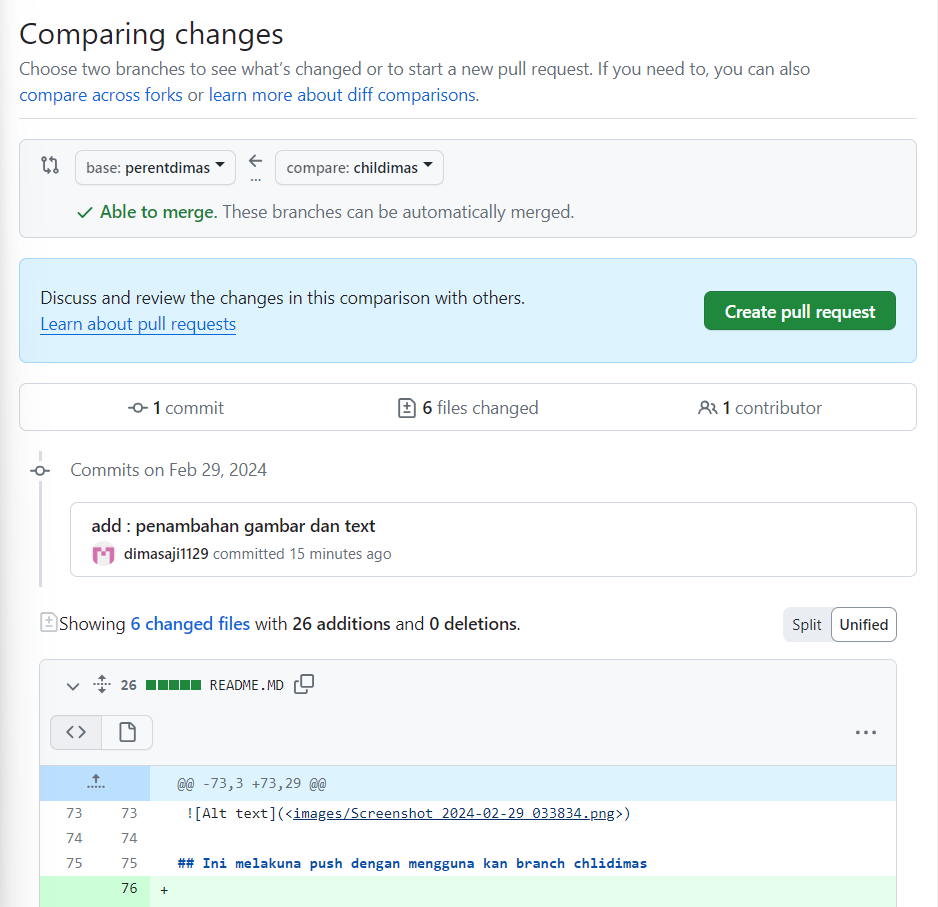 Comparing changes
Choose two branches to see what's changed or to start a new pull request. If you need to, you can also
compare across forks or learn more about diff comparisons.
base: perentdimas
compare: childimas
Able to merge. These branches can be automatically merged.
Discuss and review the changes in this comparison with others.
Learn about pull requests
Create pull request
1 commit
6 files changed
1 contributor
Commits on Feb 29, 2024
add : penambahan gambar dan text
dimasaji1129 committed 15 minutes ago
Showing 6 changed files with 26 additions and 0 deletions.
Split Unified
26 README.MD
@@ -73,3 +73,29 @@
73 73 ![Alt text](<images/Screenshot 2024-02-29 033834.png>)
74 74
75 75 ## Ini melakuna push dengan mengguna kan branch chlidimas
76 +